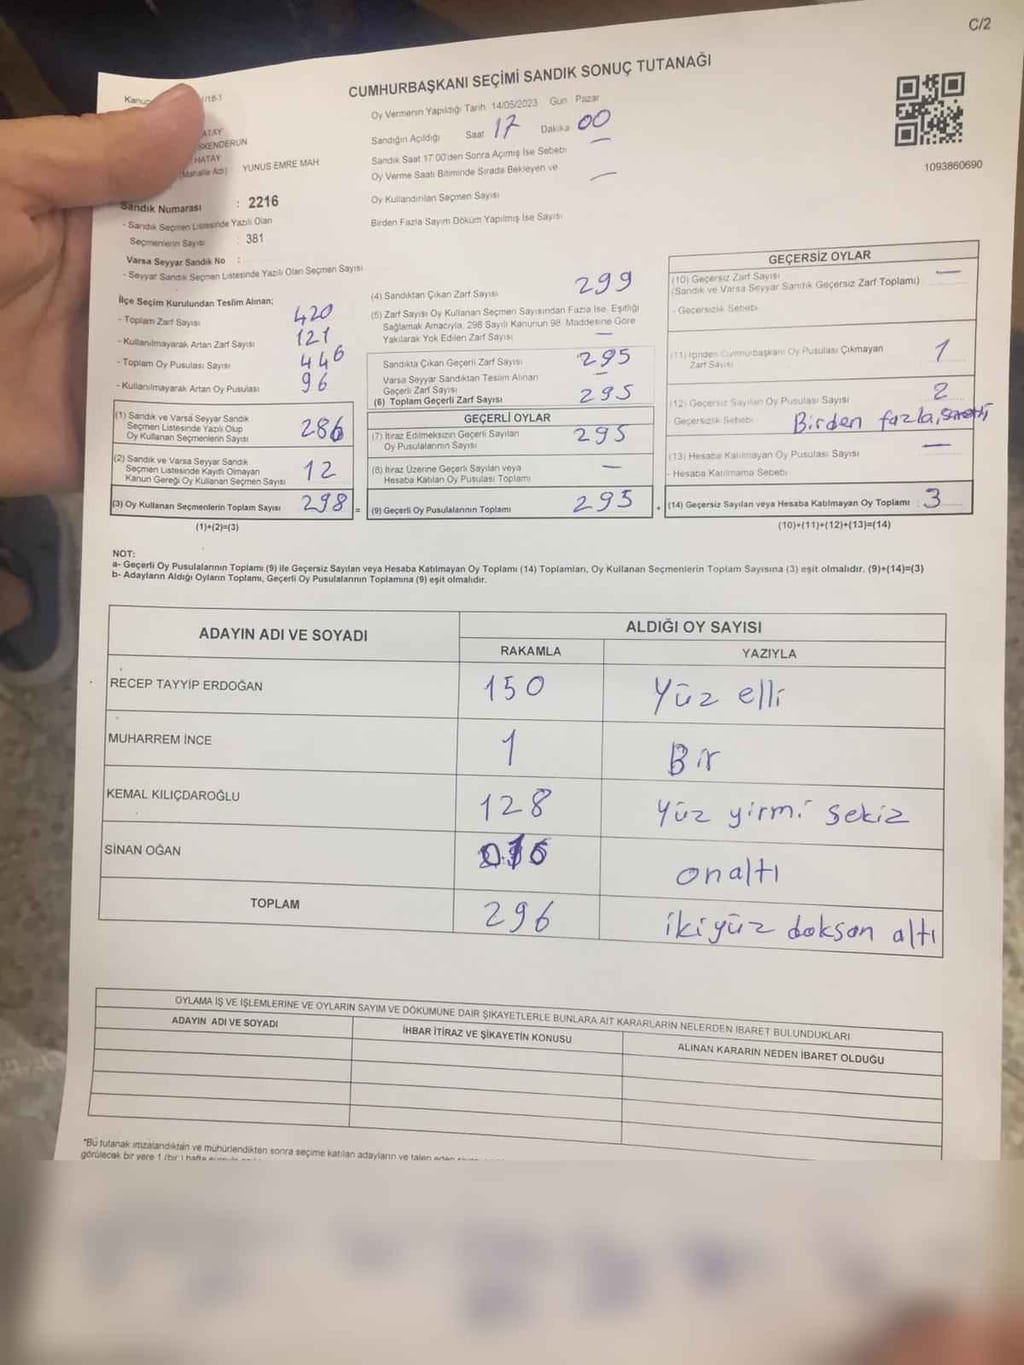 C/2
CUMHURBAŞKANI SEÇİMİ SANDIK SONUÇ TUTANAĞI
/18-1
ATAY
SKENDERUN
HATAY
(Mahalle Adı) YUNUS EMRE MAH
Sandık Numarası : 2216
- Sandık Seçmen Listesinde Yazılı Olan
Seçmenlerin Sayısı : 381
Varsa Seyyar Sandık No :
- Seyyar Sandık Seçmen Listesinde Yazılı Olan Seçmen Sayısı
Oy Vermenin Yapıldığı Tarih 14/05/2023 Gün Pazar
Sandığın Açıldığı Saat 17 Dakika 00
Sandık Saat 17:00'den Sonra Açımış İse Sebebi —
Oy Verme Saati Bitiminde Sırada Bekleyen ve
Oy Kullandırılan Seçmen Sayısı —
Birden Fazla Sayım Döküm Yapılmış İse Sayısı
1093860690
İlçe Seçim Kurulundan Teslim Alınan;
- Toplam Zarf Sayısı 420
- Kullanılmayarak Artan Zarf Sayısı 121
- Toplam Oy Pusulası Sayısı 446
- Kullanılmayarak Artan Oy Pusulası 96
(1) Sandık ve Varsa Seyyar Sandık
Seçmen Listesinde Yazılı Olup
Oy Kullanan Seçmenlerin Sayısı 286
(2) Sandık ve Varsa Seyyar Sandık
Seçmen Listesinde Kayıtlı Olmayan
Kanun Gereği Oy Kullanan Seçmen Sayısı 12
(3) Oy Kullanan Seçmenlerin Toplam Sayısı 298 =
(1)+(2)=(3)
(4) Sandıktan Çıkan Zarf Sayısı 299
(5) Zarf Sayısı Oy Kullanan Seçmen Sayısından Fazla İse, Eşitliği
Sağlamak Amacıyla, 298 Sayılı Kanunun 98. Maddesine Göre
Yakılarak Yok Edilen Zarf Sayısı —
Sandıkta Çıkan Geçerli Zarf Sayısı 295
Varsa Seyyar Sandıktan Teslim Alınan
Geçerli Zarf Sayısı —
(6) Toplam Geçerli Zarf Sayısı 295
GEÇERLİ OYLAR
(7) İtiraz Edilmeksizin Geçerli Sayılan
Oy Pusulalarının Sayısı 295
(8) İtiraz Üzerine Geçerli Sayılan veya
Hesaba Katılan Oy Pusulası Toplamı —
(9) Geçerli Oy Pusulalarının Toplamı 295 +
GEÇERSİZ OYLAR
(10) Geçersiz Zarf Sayısı —
(Sandık ve Varsa Seyyar Sandık Geçersiz Zarf Toplamı)
- Geçersizlik Sebebi
(11) İçinden Cumhurbaşkanı Oy Pusulası Çıkmayan
Zarf Sayısı 1
(12) Geçersiz Sayılan Oy Pusulası Sayısı 2
Geçersizlik Sebebi Birden fazla,
(13) Hesaba Katılmayan Oy Pusulası Sayısı —
- Hesaba Katılmama Sebebi
(14) Geçersiz Sayılan veya Hesaba Katılmayan Oy Toplamı : 3
(10)+(11)+(12)+(13)=(14)
NOT:
a- Geçerli Oy Pusulalarının Toplamı (9) ile Geçersiz Sayılan veya Hesaba Katılmayan Oy Toplamı (14) Toplamları, Oy Kullanan Seçmenlerin Toplam Sayısına (3) eşit olmalıdır. (9)+(14)=(3)
b- Adayların Aldığı Oyların Toplamı, Geçerli Oy Pusulalarının Toplamına (9) eşit olmalıdır.
ADAYIN ADI VE SOYADI ALDIĞI OY SAYISI
RAKAMLA YAZIYLA
RECEP TAYYİP ERDOĞAN 150 Yüz elli
MUHARREM İNCE 1 Bir
KEMAL KILIÇDAROĞLU 128 Yüz yirmi sekiz
SİNAN OĞAN 016 onaltı
TOPLAM 296 ikiyüz doksan altı
OYLAMA İŞ VE İŞLEMLERİNE VE OYLARIN SAYIM VE DÖKÜMÜNE DAİR ŞİKAYETLERLE BUNLARA AİT KARARLARIN NELERDEN İBARET BULUNDUKLARI
ADAYIN ADI VE SOYADI İHBAR İTİRAZ VE ŞİKAYETİN KONUSU ALINAN KARARIN NEDEN İBARET OLDUĞU
*Bu tutanak imzalandıktan ve mühürlendikten sonra seçime katılan adayların ve talep eden
görülecek bir yere 1 (bir) hafta